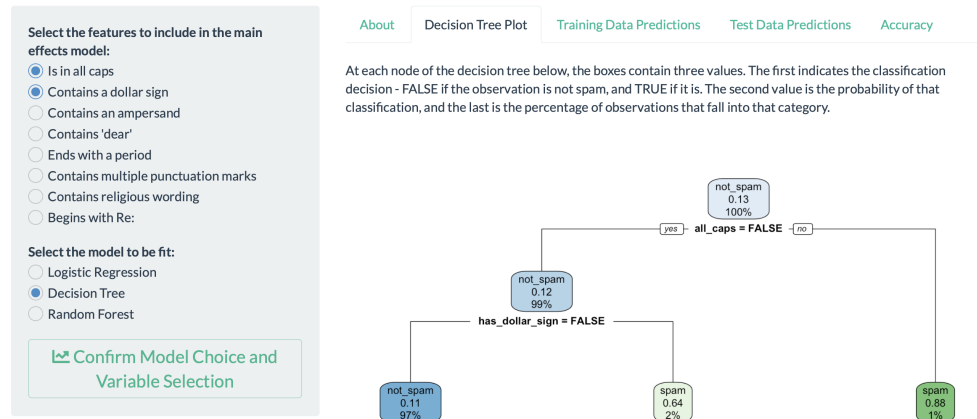 Select the features to include in the main
effects model:
Is in all caps
Contains a dollar sign
Contains an ampersand
Contains 'dear'
Ends with a period
Contains multiple punctuation marks
Contains religious wording
Begins with Re:
Select the model to be fit:
Logistic Regression
Decision Tree
Random Forest
Confirm Model Choice and
Variable Selection
About
Decision Tree Plot
Training Data Predictions
Test Data Predictions
Accuracy
At each node of the decision tree below, the boxes contain three values. The first indicates the classification
decision - FALSE if the observation is not spam, and TRUE if it is. The second value is the probability of that
classification, and the last is the percentage of observations that fall into that category.
not_spam
0.13
100%
yes all_caps = FALSE no
not_spam
0.12
99%
has_dollar_sign = FALSE
not_spam
0.11
97%
spam
0.64
2%
spam
0.88
1%